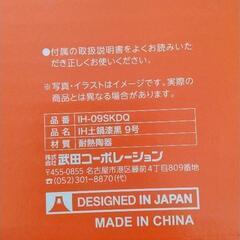 ●付属の取扱説明書をよくお読みいた
だき正しくお使いください。
※写真・イラストはイメージです。実際の
商品とは異なる場合があります。
品番 IH-09SKDQ
品名 IH土鍋漆黒 9号
材質 耐熱陶器
株式会社 武田コーポレーション
〒455-0855 名古屋市港区藤前4丁目809番地
☎(052)301-8870(代)
DESIGNED IN JAPAN
MADE IN CHINA